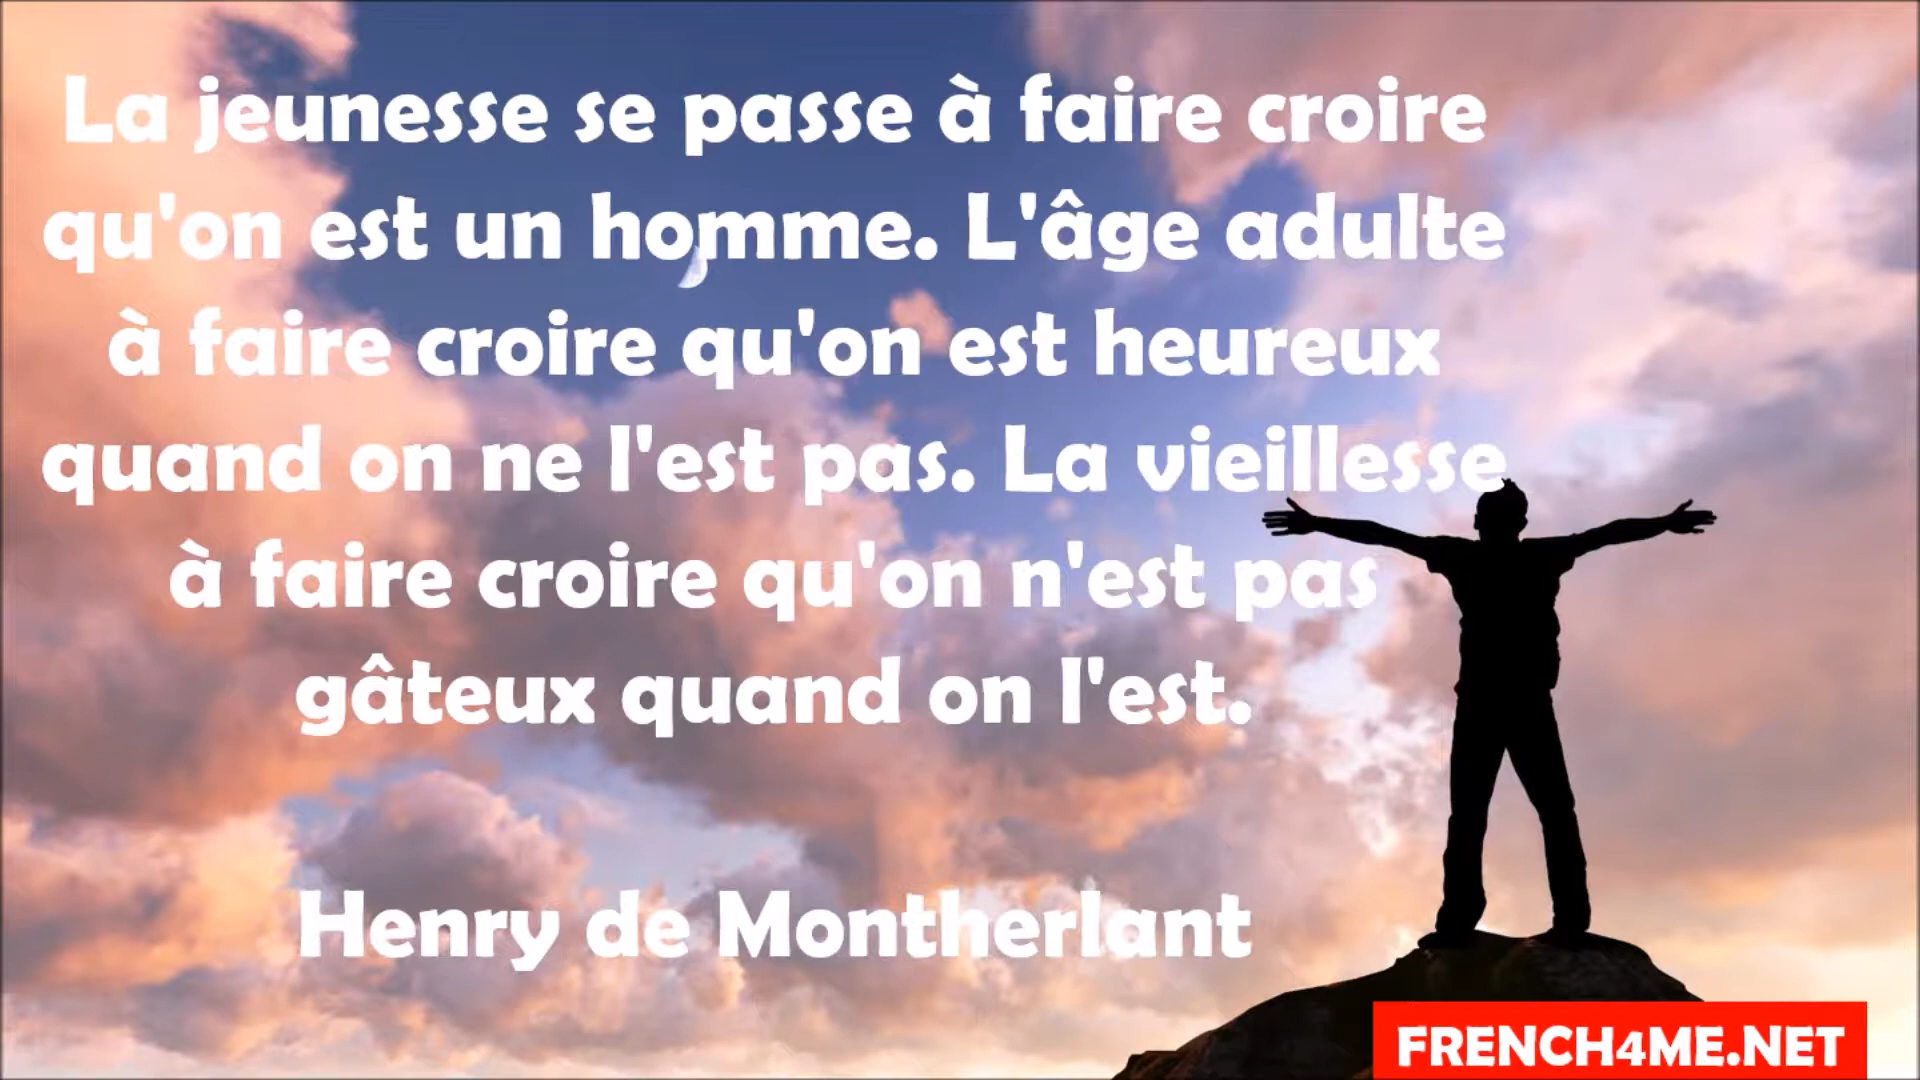 La jeunesse se passe à faire croire
qu'on est un homme. L'âge adulte
à faire croire qu'on est heureux
quand on ne l'est pas. La vieillesse
à faire croire qu'on n'est pas
gâteux quand on l'est.
Henry de Montherlant
FRENCH4ME.NET